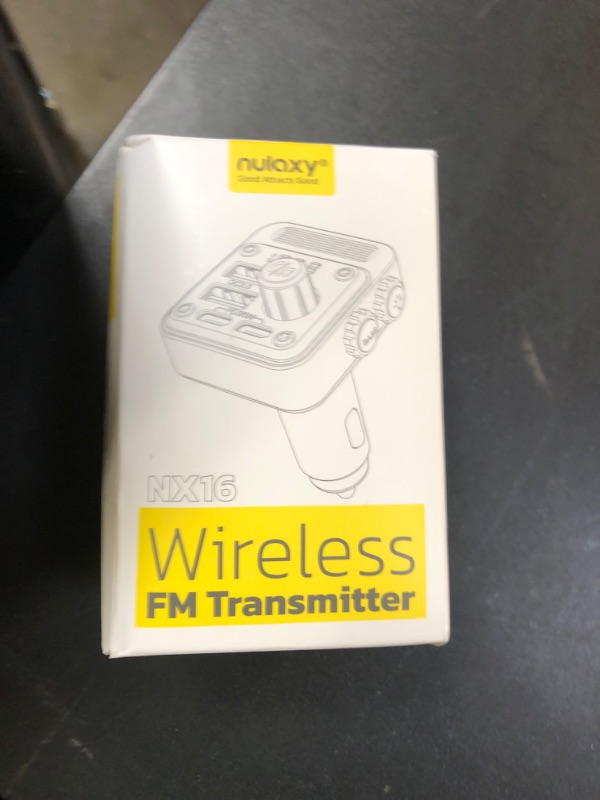 nulaxy®
Good Attracts Good
NX16
Wireless
FM Transmitter